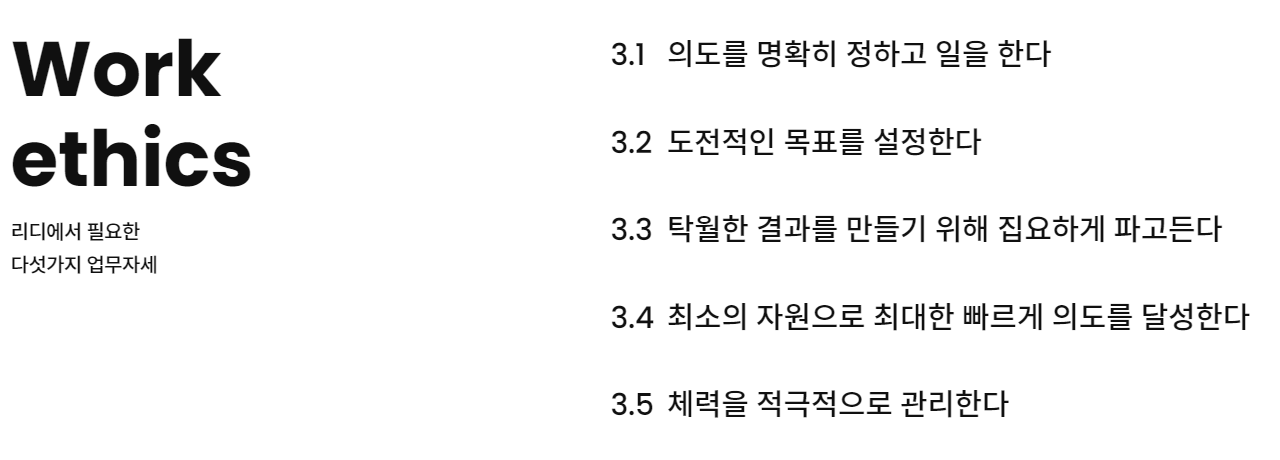 Work
ethics
리디에서 필요한
다섯가지 업무자세
3.1 의도를 명확히 정하고 일을 한다
3.2 도전적인 목표를 설정한다
3.3 탁월한 결과를 만들기 위해 집요하게 파고든다
3.4 최소의 자원으로 최대한 빠르게 의도를 달성한다
3.5 체력을 적극적으로 관리한다